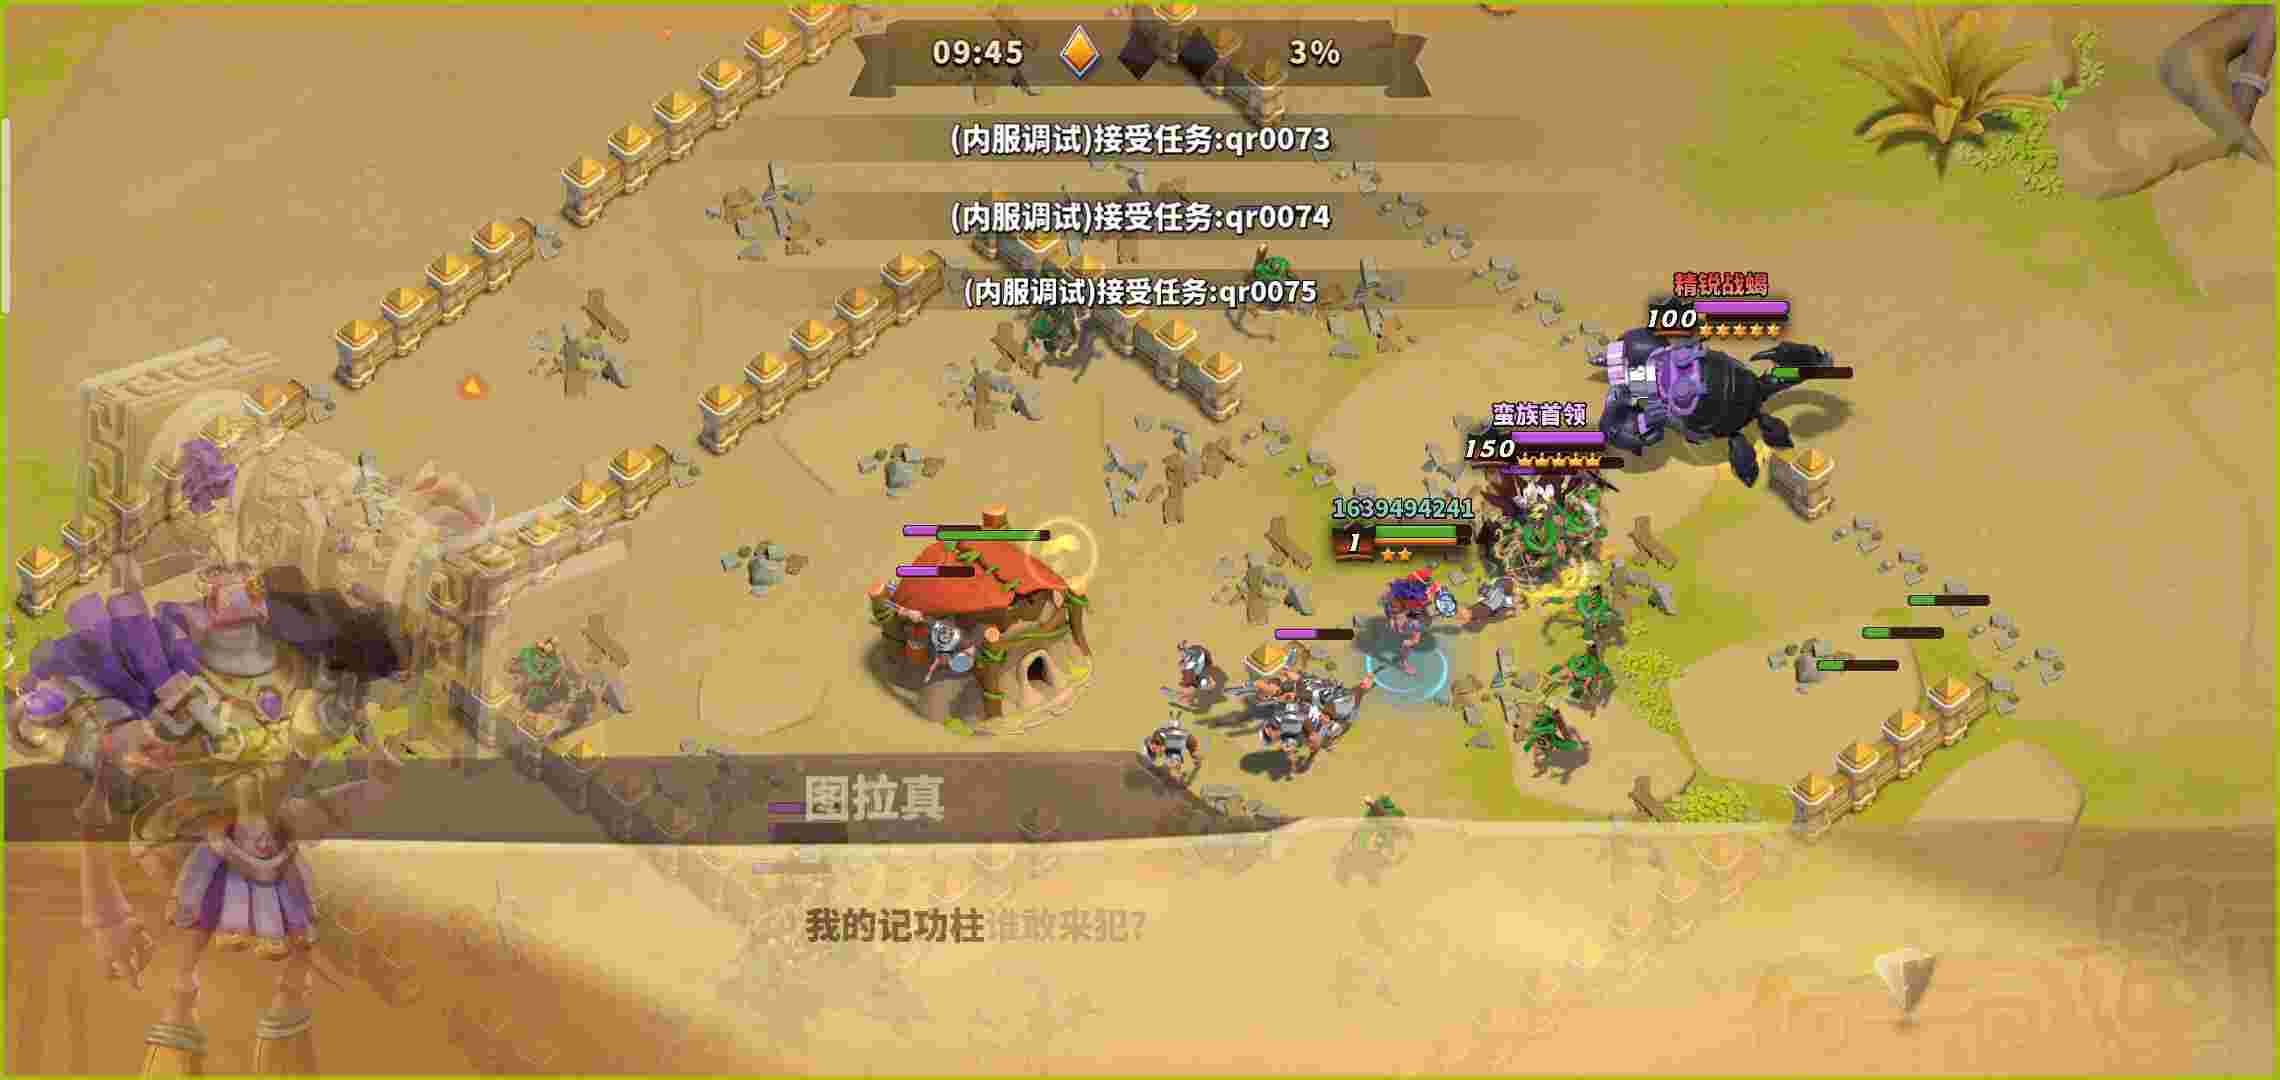 09:45 3%
(内服调试)接受任务:qr0073
(内服调试)接受任务:qr0074
(内服调试)接受任务:qr0075
精锐战蝎
100
蛮族首领
150
1639494241
1
图拉真
我的记功柱谁敢来犯?